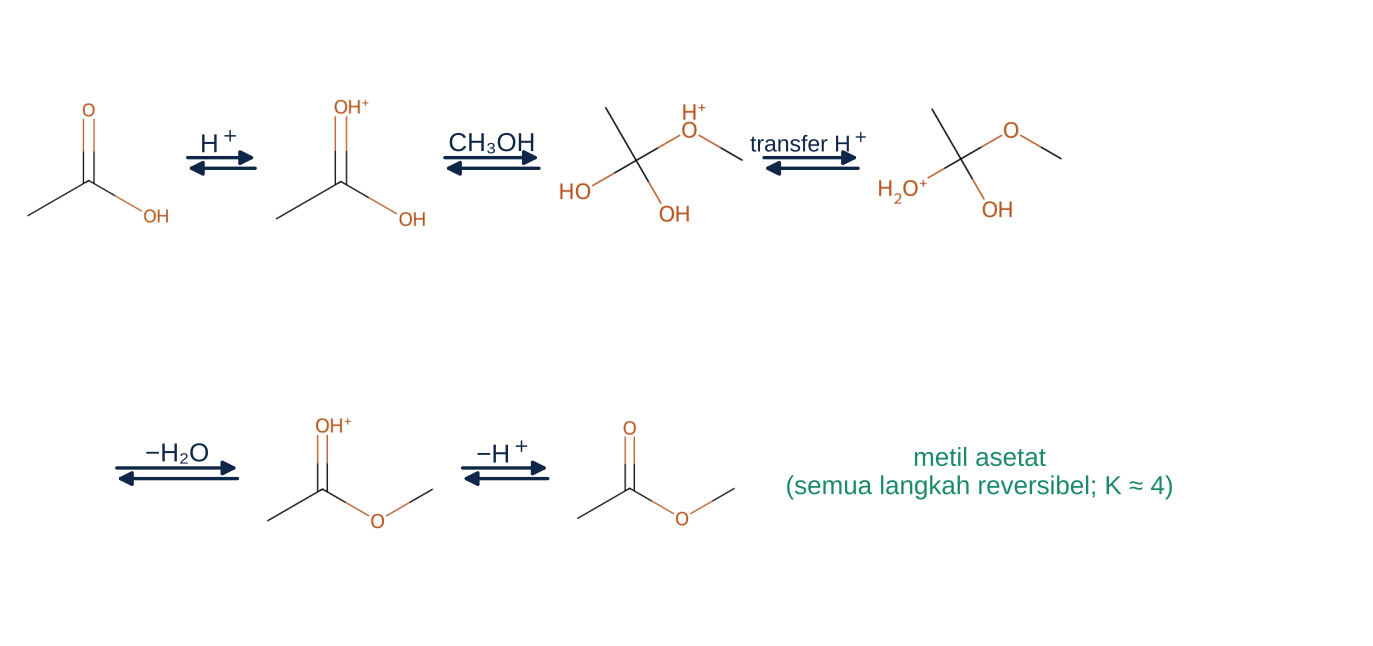 O
OH
H⁺
OH⁺
OH
CH₃OH
H⁺
O
HO
OH
transfer H⁺
O
H₂O⁺
OH
−H₂O
OH⁺
O
−H⁺
O
O
metil asetat
(semua langkah reversibel; K ≈ 4)